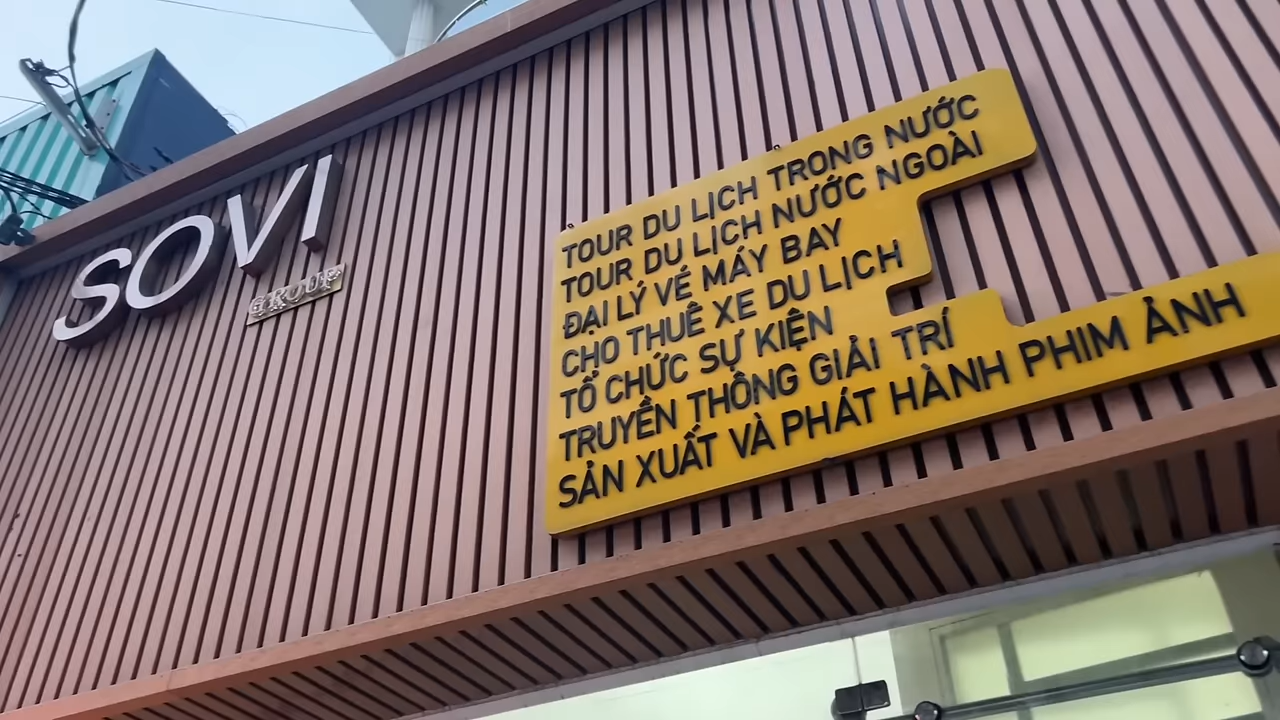 SOVI
GROUP
TOUR DU LỊCH TRONG NƯỚC
TOUR DU LỊCH NƯỚC NGOÀI
ĐẠI LÝ VÉ MÁY BAY
CHO THUÊ XE DU LỊCH
TỔ CHỨC SỰ KIỆN
TRUYỀN THÔNG GIẢI TRÍ
SẢN XUẤT VÀ PHÁT HÀNH PHIM ẢNH